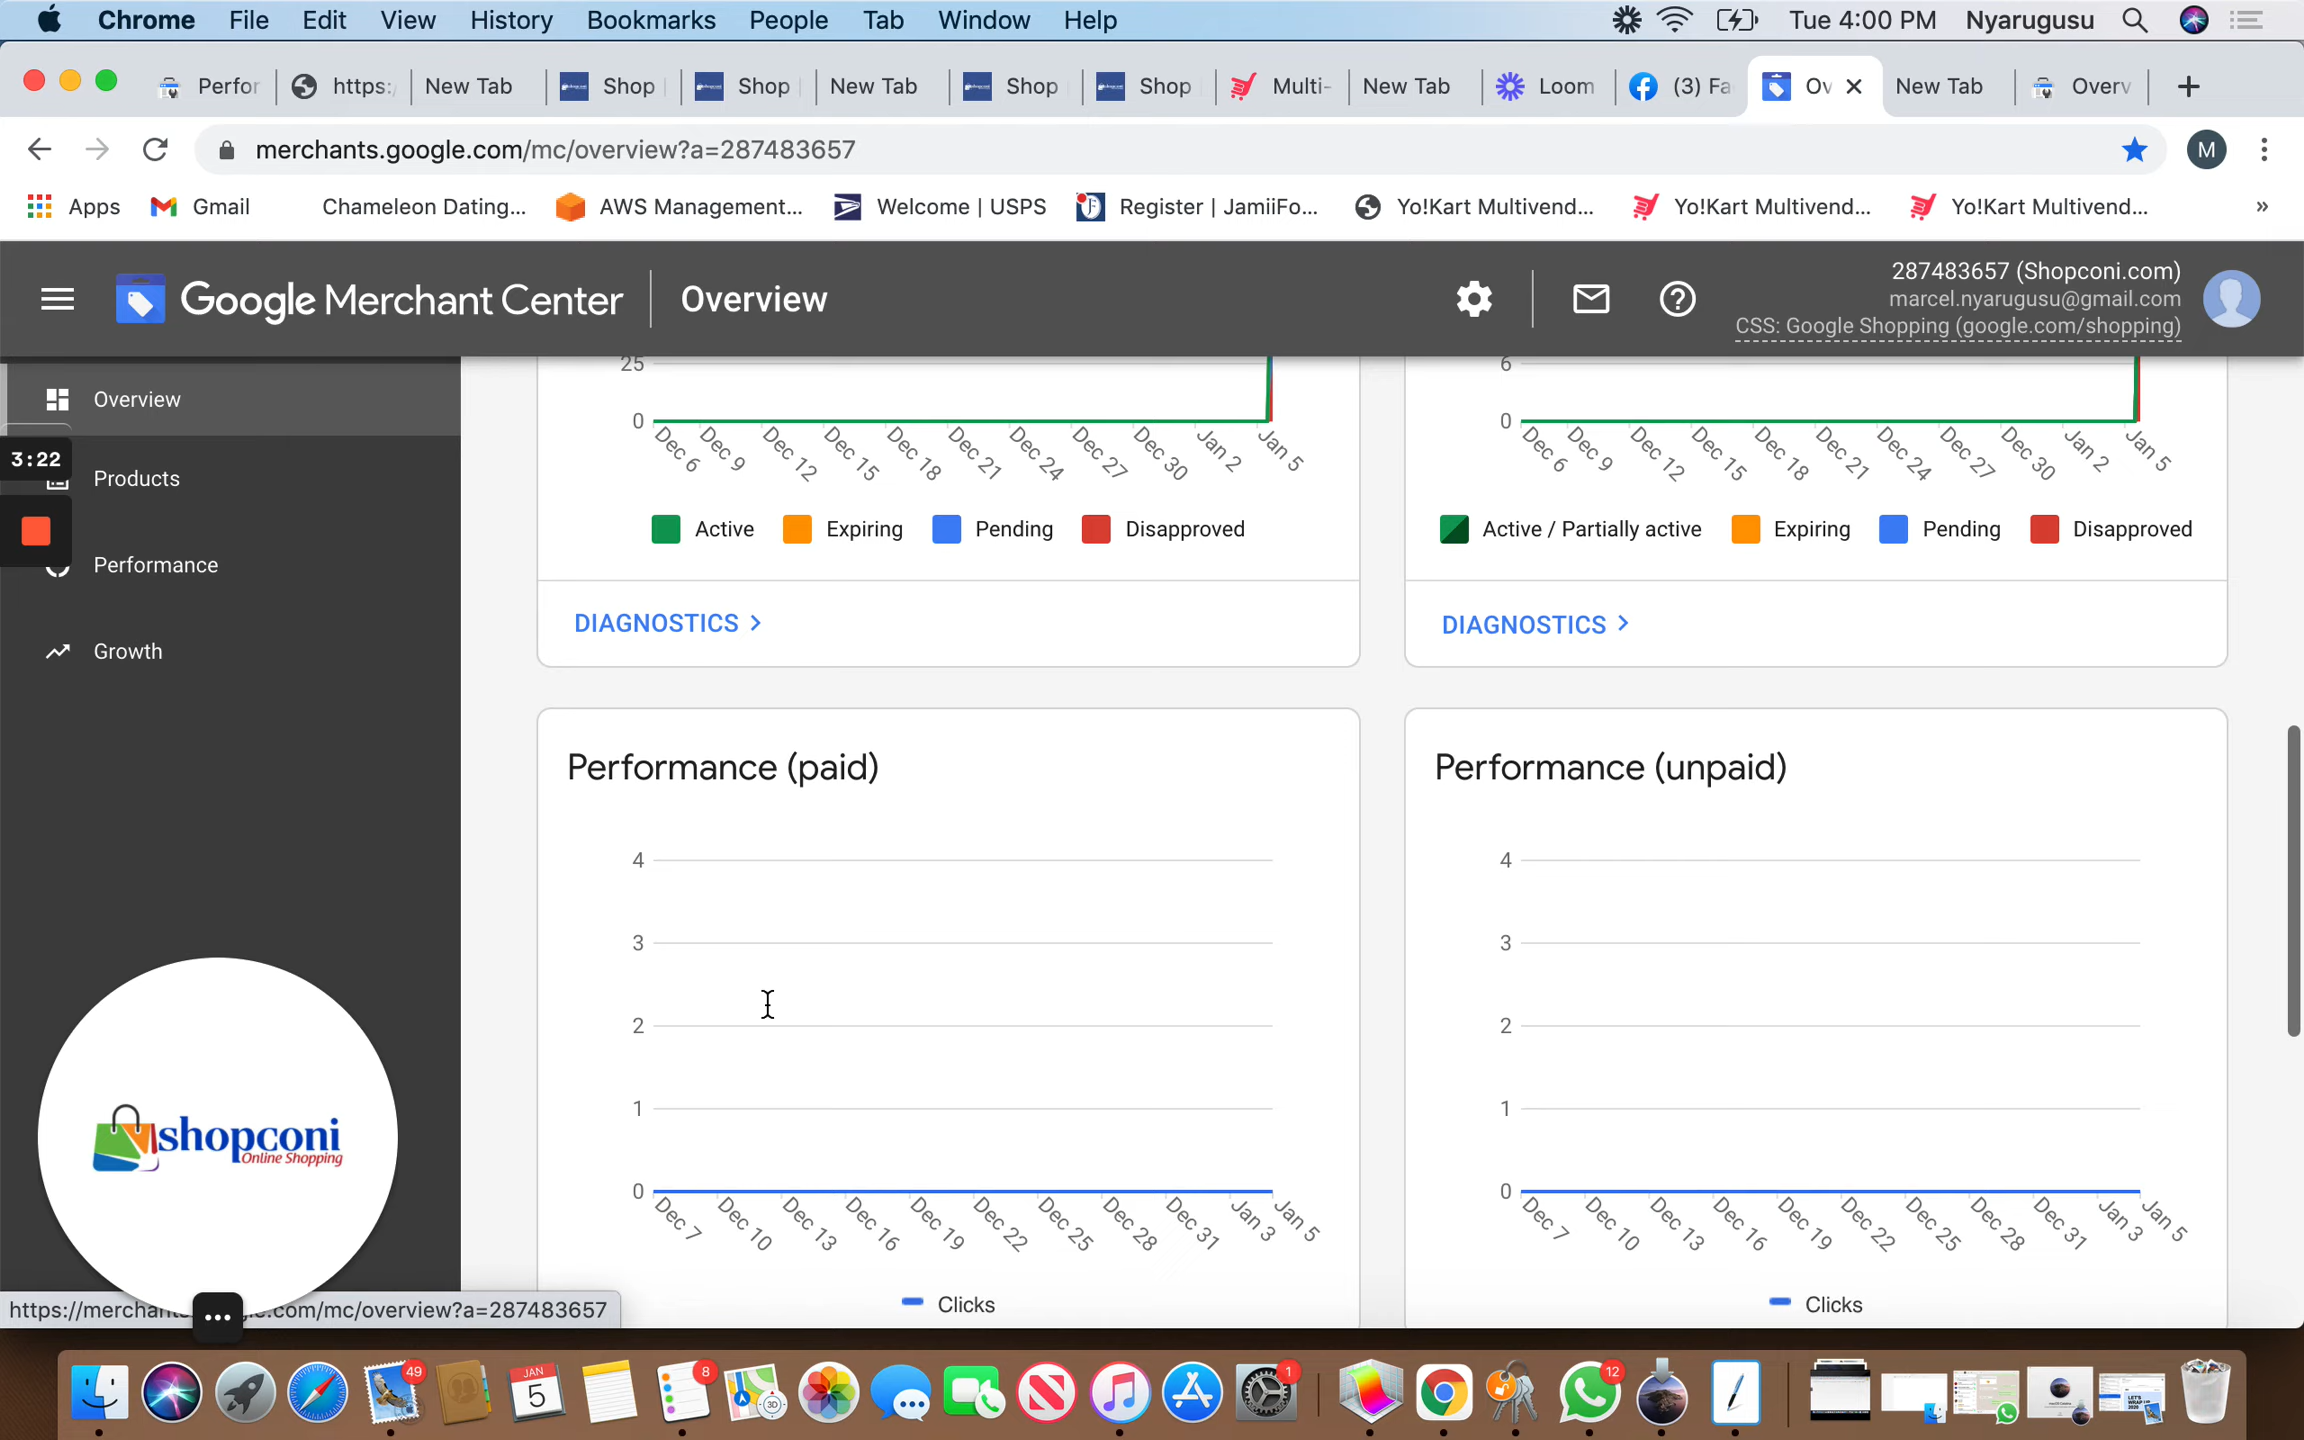 Chrome File Edit View History Bookmarks People Tab Window Help Tue 4:00 PM Nyarugusu
Perfor https:/ New Tab Shop Shop New Tab Shop Shop Multi- New Tab Loom (3) Fa Ov New Tab Overv
merchants.google.com/mc/overview?a=287483657 M
Apps Gmail Chameleon Dating... AWS Management... Welcome | USPS Register | JamiiFo... Yo!Kart Multivend... Yo!Kart Multivend... Yo!Kart Multivend... »
Google Merchant Center Overview
287483657 (Shopconi.com)
marcel.nyarugusu@gmail.com
CSS: Google Shopping (google.com/shopping)
Overview
3:22
Products
Performance
Growth
25
0
Dec 6 Dec 9 Dec 12 Dec 15 Dec 18 Dec 21 Dec 24 Dec 27 Dec 30 Jan 2 Jan 5
Active Expiring Pending Disapproved
DIAGNOSTICS
6
0
Dec 6 Dec 9 Dec 12 Dec 15 Dec 18 Dec 21 Dec 24 Dec 27 Dec 30 Jan 2 Jan 5
Active / Partially active Expiring Pending Disapproved
DIAGNOSTICS
Performance (paid)
4
3
2
1
0
Dec 7 Dec 10 Dec 13 Dec 16 Dec 19 Dec 22 Dec 25 Dec 28 Dec 31 Jan 3 Jan 5
Clicks
Performance (unpaid)
4
3
2
1
0
Dec 7 Dec 10 Dec 13 Dec 16 Dec 19 Dec 22 Dec 25 Dec 28 Dec 31 Jan 3 Jan 5
Clicks
shopconi
Online Shopping
https://merchants.google.com/mc/overview?a=287483657
49
JAN
5
8
3D
1
12